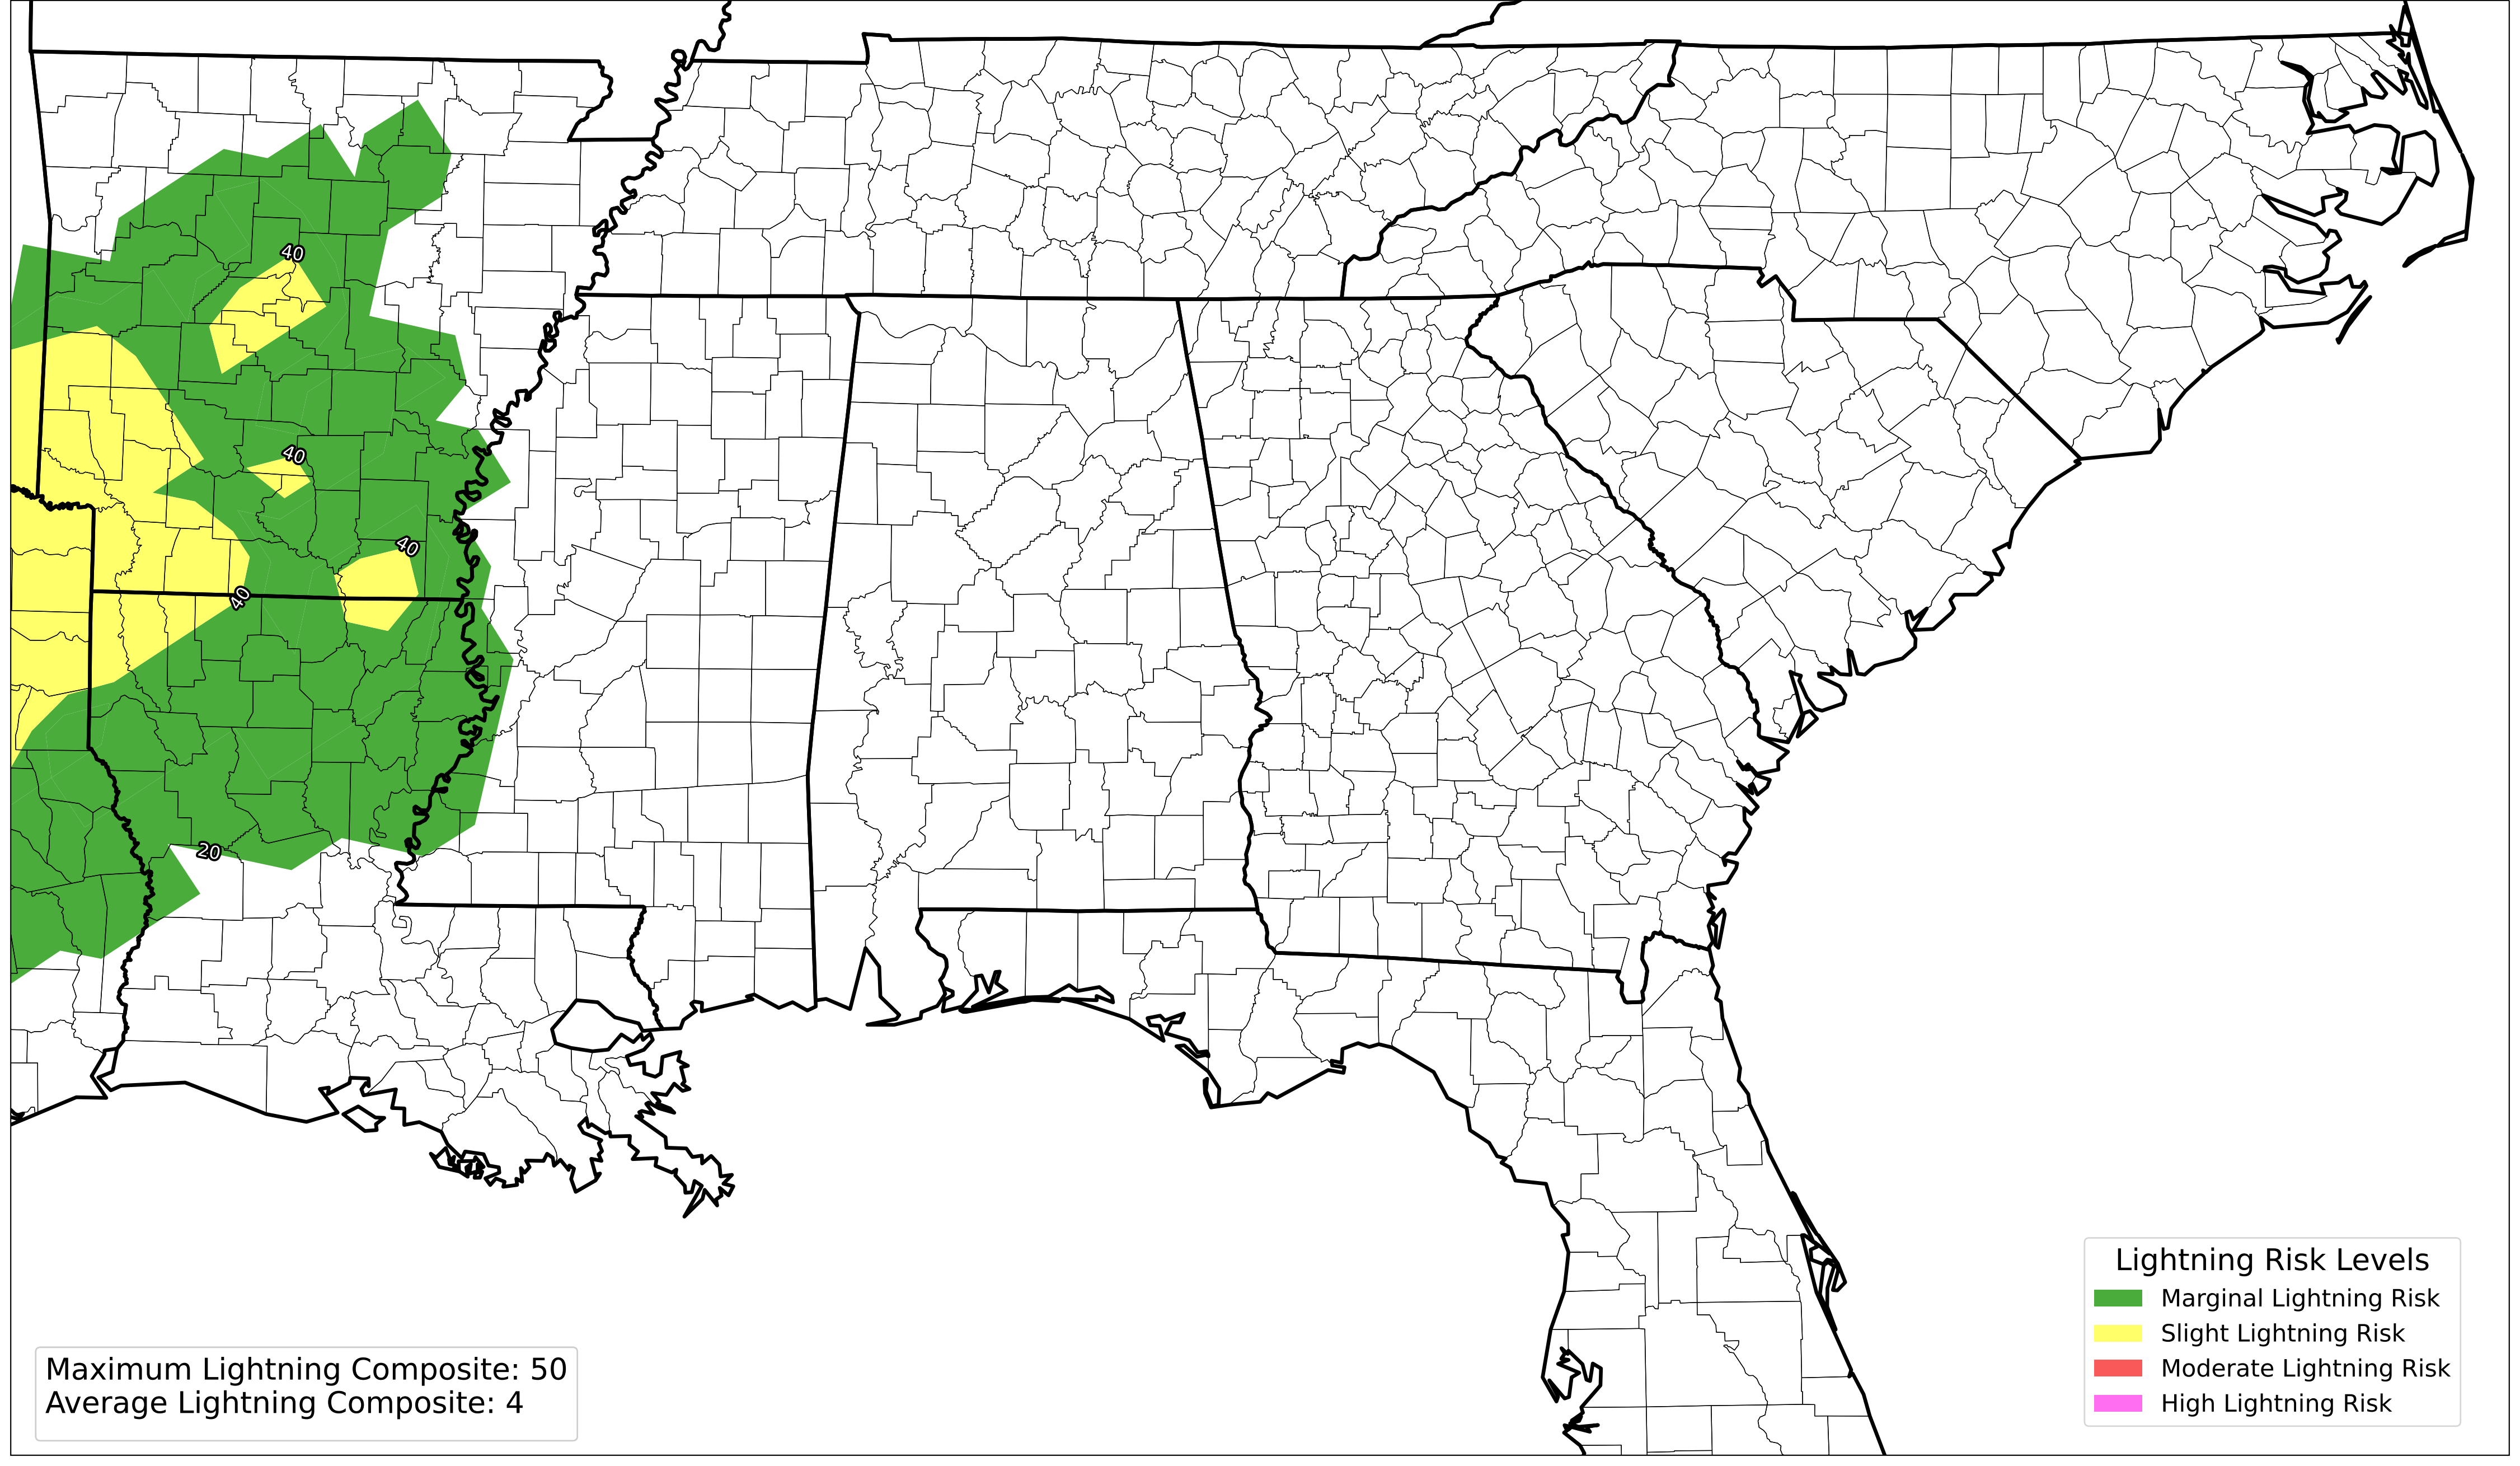 40
40
40
40
20
Lightning Risk Levels
Marginal Lightning Risk
Slight Lightning Risk
Moderate Lightning Risk
High Lightning Risk
Maximum Lightning Composite: 50
Average Lightning Composite: 4